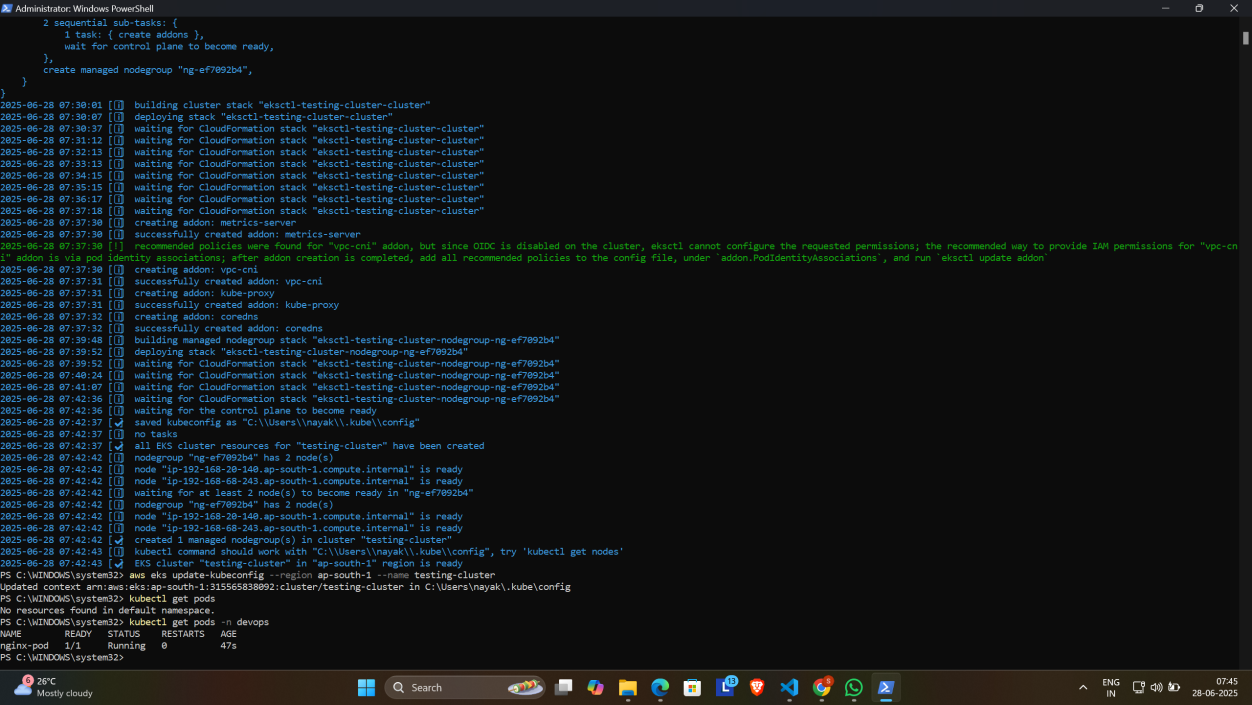 Administrator: Windows PowerShell
2 sequential sub-tasks: {
1 task: { create addons },
wait for control plane to become ready,
},
create managed nodegroup "ng-ef7092b4",
}
}
2025-06-28 07:30:01 [i] building cluster stack "eksctl-testing-cluster-cluster"
2025-06-28 07:30:07 [i] deploying stack "eksctl-testing-cluster-cluster"
2025-06-28 07:30:37 [i] waiting for CloudFormation stack "eksctl-testing-cluster-cluster"
2025-06-28 07:31:12 [i] waiting for CloudFormation stack "eksctl-testing-cluster-cluster"
2025-06-28 07:32:13 [i] waiting for CloudFormation stack "eksctl-testing-cluster-cluster"
2025-06-28 07:33:13 [i] waiting for CloudFormation stack "eksctl-testing-cluster-cluster"
2025-06-28 07:34:15 [i] waiting for CloudFormation stack "eksctl-testing-cluster-cluster"
2025-06-28 07:35:15 [i] waiting for CloudFormation stack "eksctl-testing-cluster-cluster"
2025-06-28 07:36:17 [i] waiting for CloudFormation stack "eksctl-testing-cluster-cluster"
2025-06-28 07:37:18 [i] waiting for CloudFormation stack "eksctl-testing-cluster-cluster"
2025-06-28 07:37:30 [i] creating addon: metrics-server
2025-06-28 07:37:30 [i] successfully created addon: metrics-server
2025-06-28 07:37:30 [!] recommended policies were found for "vpc-cni" addon, but since OIDC is disabled on the cluster, eksctl cannot configure the requested permissions; the recommended way to provide IAM permissions for "vpc-cn
i" addon is via pod identity associations; after addon creation is completed, add all recommended policies to the config file, under `addon.PodIdentityAssociations`, and run `eksctl update addon`
2025-06-28 07:37:30 [i] creating addon: vpc-cni
2025-06-28 07:37:31 [i] successfully created addon: vpc-cni
2025-06-28 07:37:31 [i] creating addon: kube-proxy
2025-06-28 07:37:31 [i] successfully created addon: kube-proxy
2025-06-28 07:37:32 [i] creating addon: coredns
2025-06-28 07:37:32 [i] successfully created addon: coredns
2025-06-28 07:39:48 [i] building managed nodegroup stack "eksctl-testing-cluster-nodegroup-ng-ef7092b4"
2025-06-28 07:39:52 [i] deploying stack "eksctl-testing-cluster-nodegroup-ng-ef7092b4"
2025-06-28 07:39:52 [i] waiting for CloudFormation stack "eksctl-testing-cluster-nodegroup-ng-ef7092b4"
2025-06-28 07:40:24 [i] waiting for CloudFormation stack "eksctl-testing-cluster-nodegroup-ng-ef7092b4"
2025-06-28 07:41:07 [i] waiting for CloudFormation stack "eksctl-testing-cluster-nodegroup-ng-ef7092b4"
2025-06-28 07:42:36 [i] waiting for CloudFormation stack "eksctl-testing-cluster-nodegroup-ng-ef7092b4"
2025-06-28 07:42:36 [i] waiting for the control plane to become ready
2025-06-28 07:42:37 [✔] saved kubeconfig as "C:\\Users\\nayak\\.kube\\config"
2025-06-28 07:42:37 [i] no tasks
2025-06-28 07:42:37 [✔] all EKS cluster resources for "testing-cluster" have been created
2025-06-28 07:42:42 [i] nodegroup "ng-ef7092b4" has 2 node(s)
2025-06-28 07:42:42 [i] node "ip-192-168-20-140.ap-south-1.compute.internal" is ready
2025-06-28 07:42:42 [i] node "ip-192-168-68-243.ap-south-1.compute.internal" is ready
2025-06-28 07:42:42 [i] waiting for at least 2 node(s) to become ready in "ng-ef7092b4"
2025-06-28 07:42:42 [i] nodegroup "ng-ef7092b4" has 2 node(s)
2025-06-28 07:42:42 [i] node "ip-192-168-20-140.ap-south-1.compute.internal" is ready
2025-06-28 07:42:42 [i] node "ip-192-168-68-243.ap-south-1.compute.internal" is ready
2025-06-28 07:42:42 [✔] created 1 managed nodegroup(s) in cluster "testing-cluster"
2025-06-28 07:42:43 [i] kubectl command should work with "C:\\Users\\nayak\\.kube\\config", try 'kubectl get nodes'
2025-06-28 07:42:43 [✔] EKS cluster "testing-cluster" in "ap-south-1" region is ready
PS C:\WINDOWS\system32> aws eks update-kubeconfig --region ap-south-1 --name testing-cluster
Updated context arn:aws:eks:ap-south-1:315565838092:cluster/testing-cluster in C:\Users\nayak\.kube\config
PS C:\WINDOWS\system32> kubectl get pods
No resources found in default namespace.
PS C:\WINDOWS\system32> kubectl get pods -n devops
NAME READY STATUS RESTARTS AGE
nginx-pod 1/1 Running 0 47s
PS C:\WINDOWS\system32>
6 26°C
Mostly cloudy
Search
13
5
ENG
IN
07:45
28-06-2025